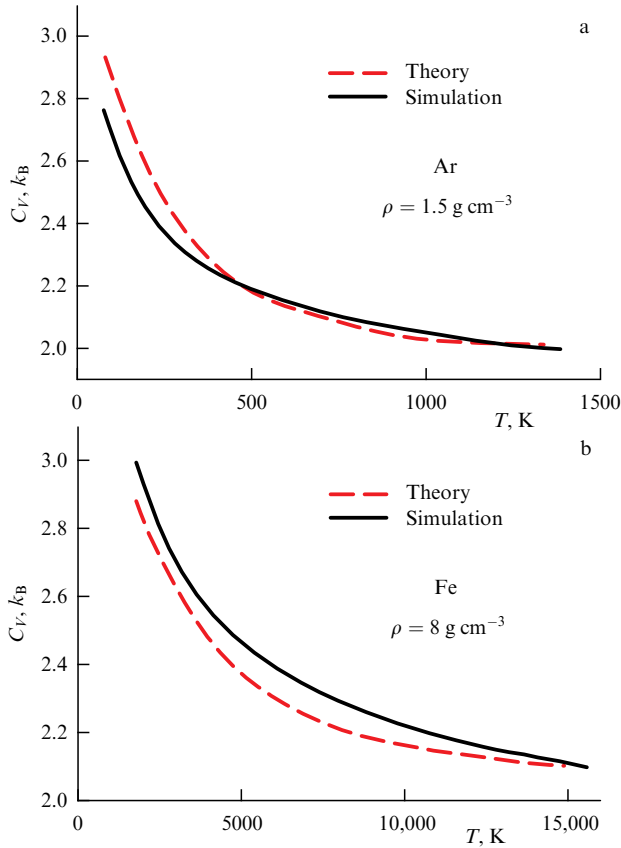 a
3.0
2.8
2.6
2.4
2.2
2.0
C_V, k_B
Theory
Simulation
Ar
ρ = 1.5 g cm⁻³
0
500
1000
1500
T, K
b
3.0
2.8
2.6
2.4
2.2
2.0
C_V, k_B
Theory
Simulation
Fe
ρ = 8 g cm⁻³
0
5000
10,000
15,000
T, K